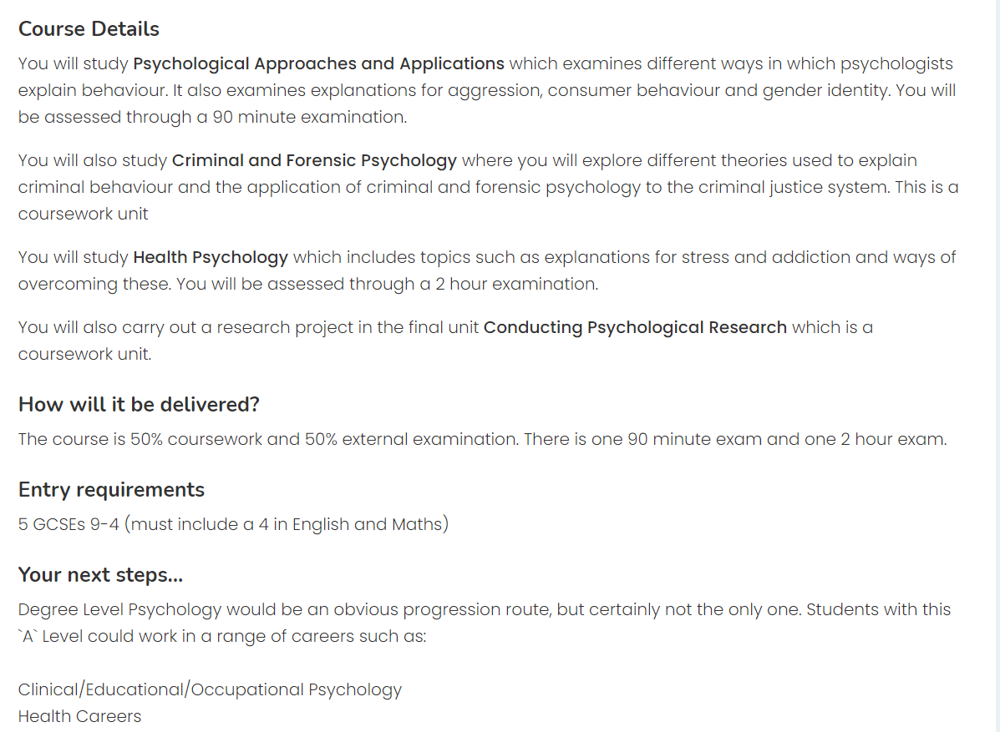 Course Details
You will study Psychological Approaches and Applications which examines different ways in which psychologists
explain behaviour. It also examines explanations for aggression, consumer behaviour and gender identity. You will
be assessed through a 90 minute examination.
You will also study Criminal and Forensic Psychology where you will explore different theories used to explain
criminal behaviour and the application of criminal and forensic psychology to the criminal justice system. This is a
coursework unit
You will study Health Psychology which includes topics such as explanations for stress and addiction and ways of
overcoming these. You will be assessed through a 2 hour examination.
You will also carry out a research project in the final unit Conducting Psychological Research which is a
coursework unit.
How will it be delivered?
The course is 50% coursework and 50% external examination. There is one 90 minute exam and one 2 hour exam.
Entry requirements
5 GCSEs 9-4 (must include a 4 in English and Maths)
Your next steps...
Degree Level Psychology would be an obvious progression route, but certainly not the only one. Students with this
`A` Level could work in a range of careers such as:
Clinical/Educational/Occupational Psychology
Health Careers